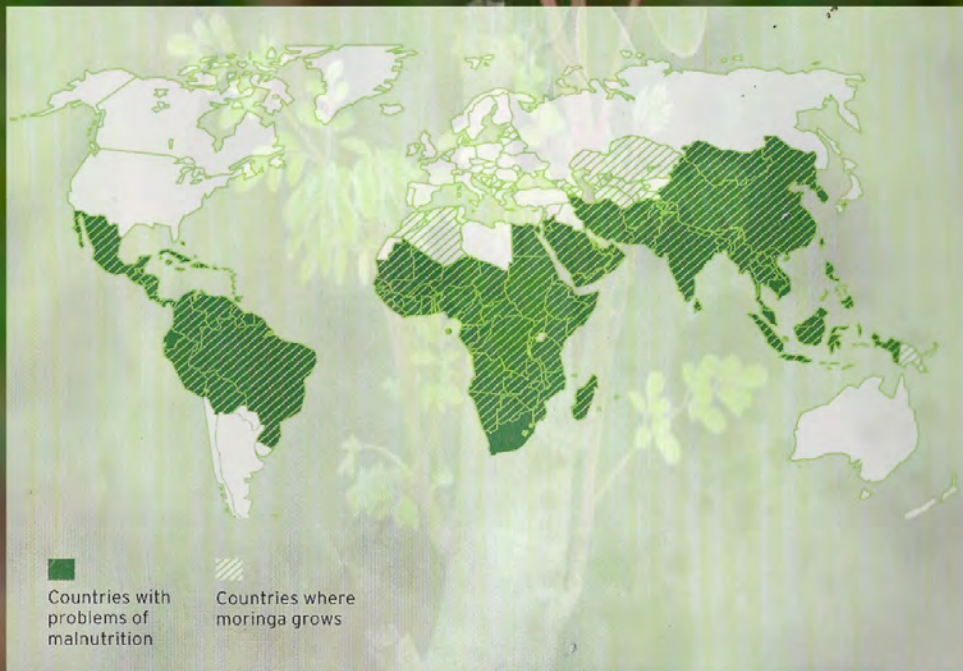 Countries with
problems of
malnutrition
Countries where
moringa grows